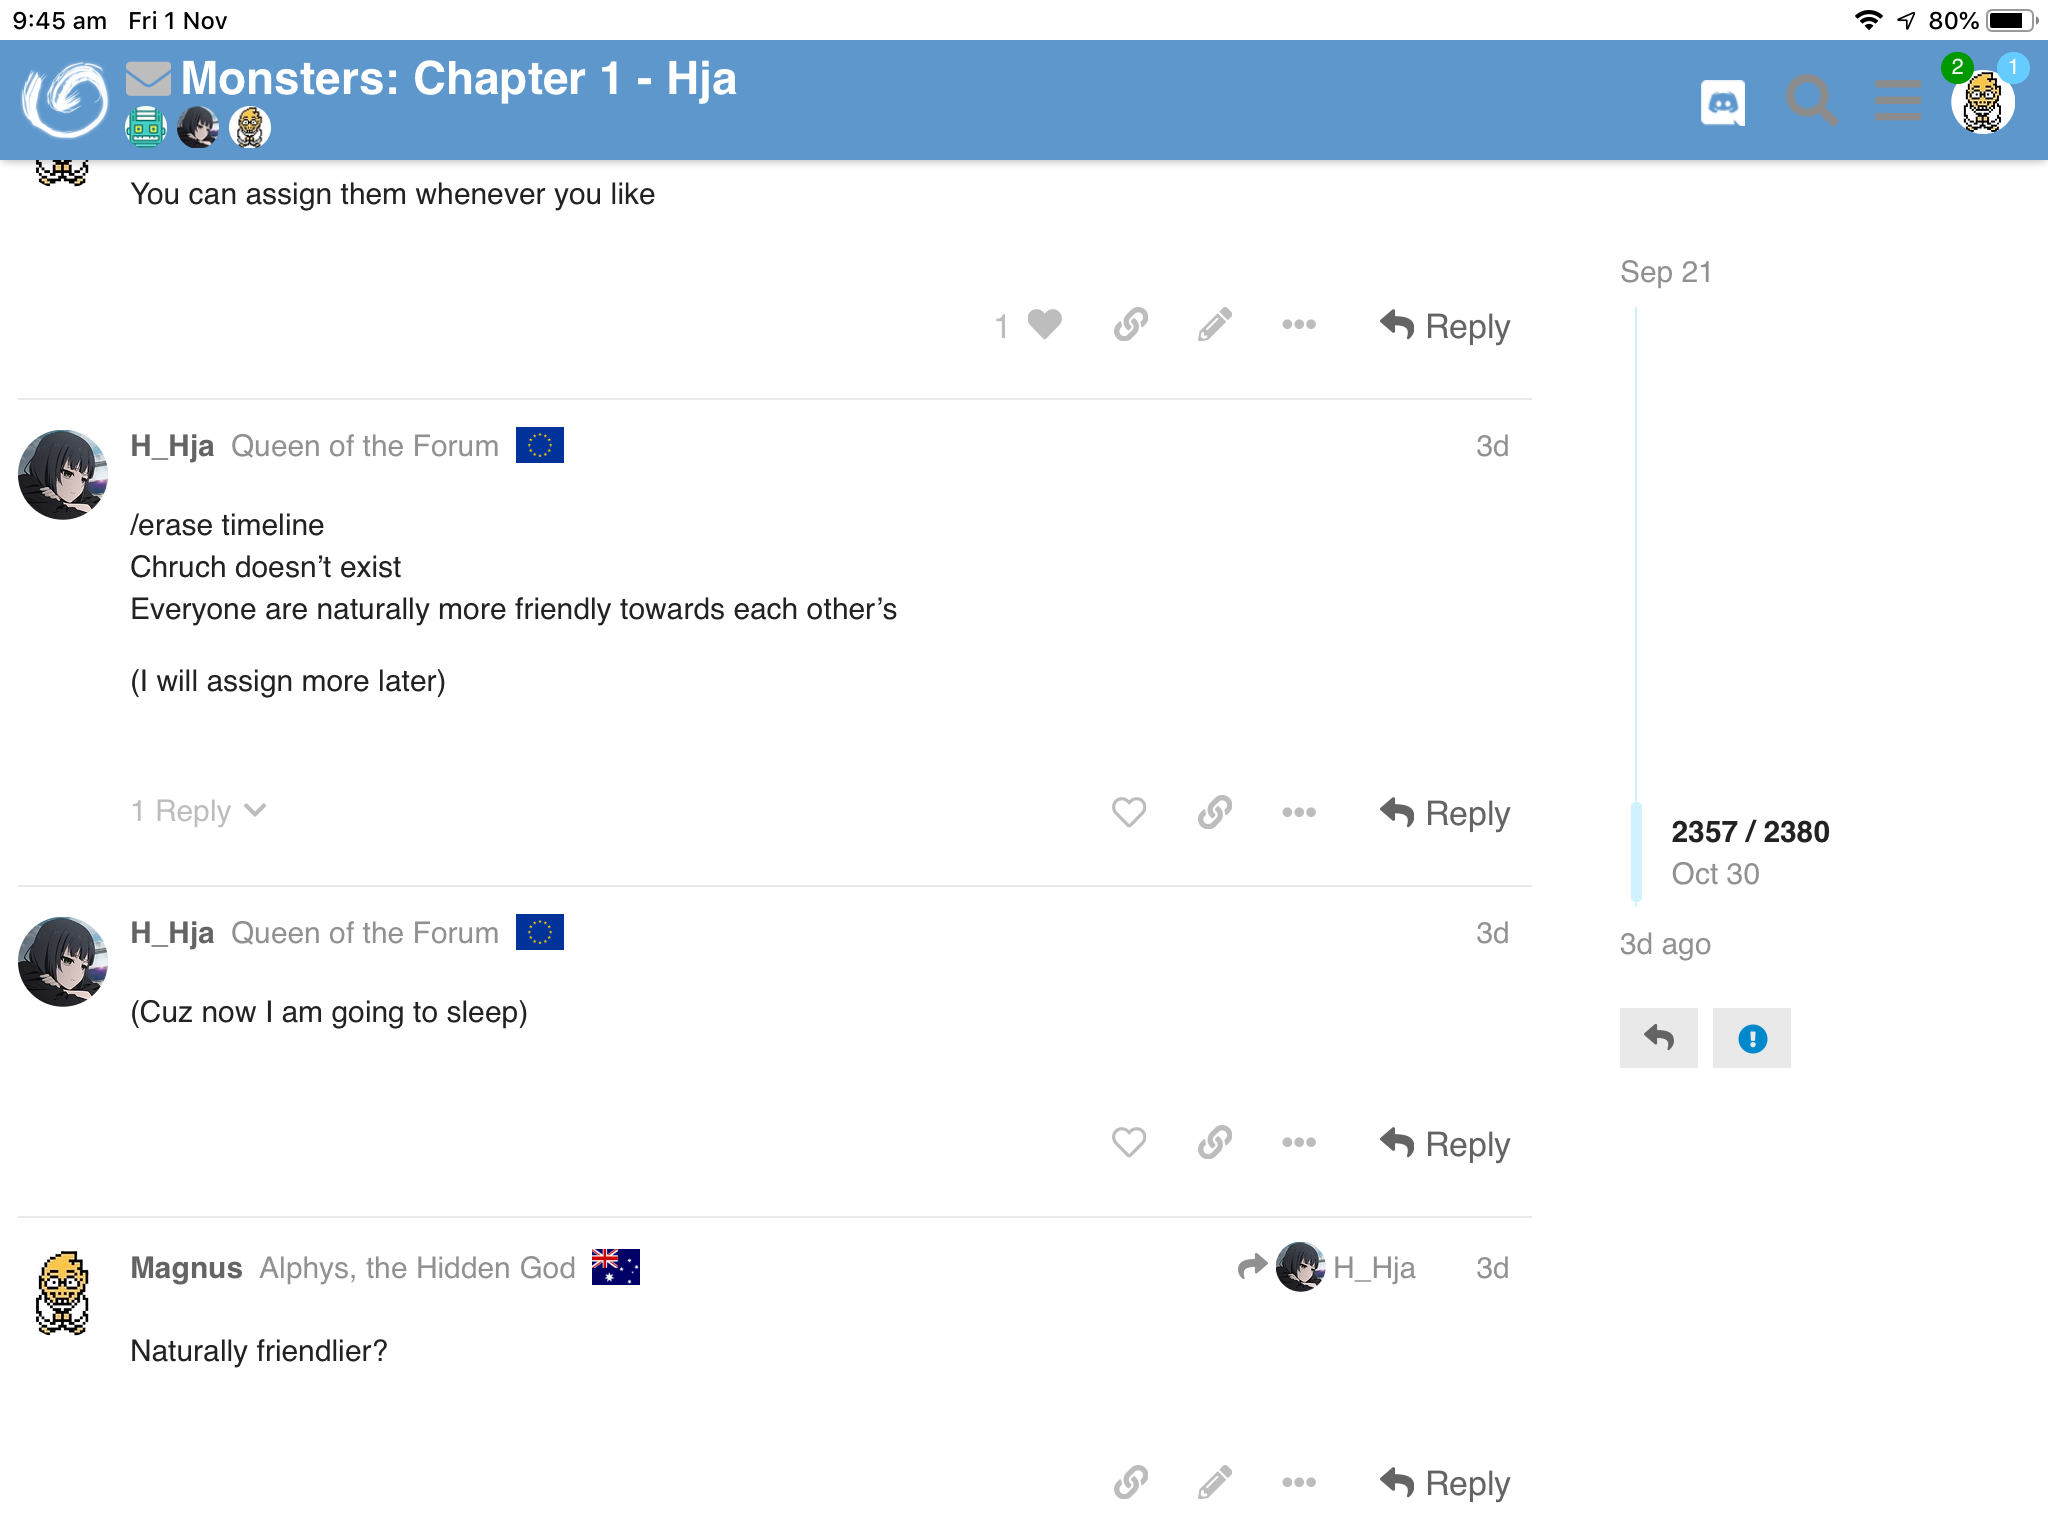 9:45 am Fri 1 Nov 80%
Monsters: Chapter 1 - Hja
2 1
You can assign them whenever you like
Sep 21
1 Reply
H_Hja Queen of the Forum 3d
/erase timeline
Chruch doesn’t exist
Everyone are naturally more friendly towards each other’s
(I will assign more later)
1 Reply Reply
2357 / 2380
Oct 30
H_Hja Queen of the Forum 3d
3d ago
(Cuz now I am going to sleep)
Reply
Magnus Alphys, the Hidden God H_Hja 3d
Naturally friendlier?
Reply